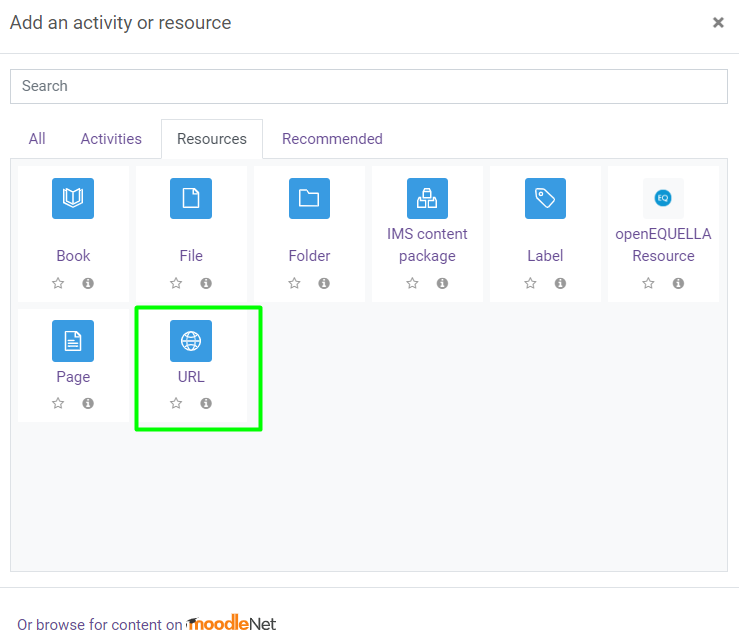 Add an activity or resource
×
Search
All Activities Resources Recommended
Book File Folder IMS content package Label EQ openEQUELLA Resource
Page URL
Or browse for content on moodleNet